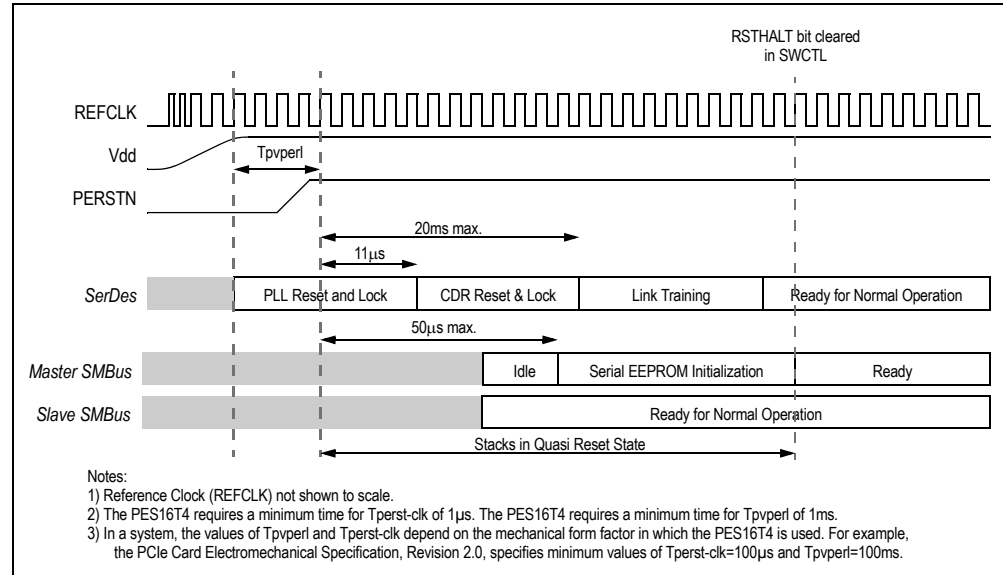 RSTHALT bit cleared
in SWCTL
REFCLK
Vdd
Tpvperl
PERSTN
20ms max.
11µs
SerDes
PLL Reset and Lock
CDR Reset & Lock
Link Training
Ready for Normal Operation
50µs max.
Master SMBus
Idle
Serial EEPROM Initialization
Ready
Slave SMBus
Ready for Normal Operation
Stacks in Quasi Reset State
Notes:
1) Reference Clock (REFCLK) not shown to scale.
2) The PES16T4 requires a minimum time for Tperst-clk of 1µs. The PES16T4 requires a minimum time for Tpvperl of 1ms.
3) In a system, the values of Tpvperl and Tperst-clk depend on the mechanical form factor in which the PES16T4 is used. For example,
the PCIe Card Electromechanical Specification, Revision 2.0, specifies minimum values of Tperst-clk=100µs and Tpvperl=100ms.